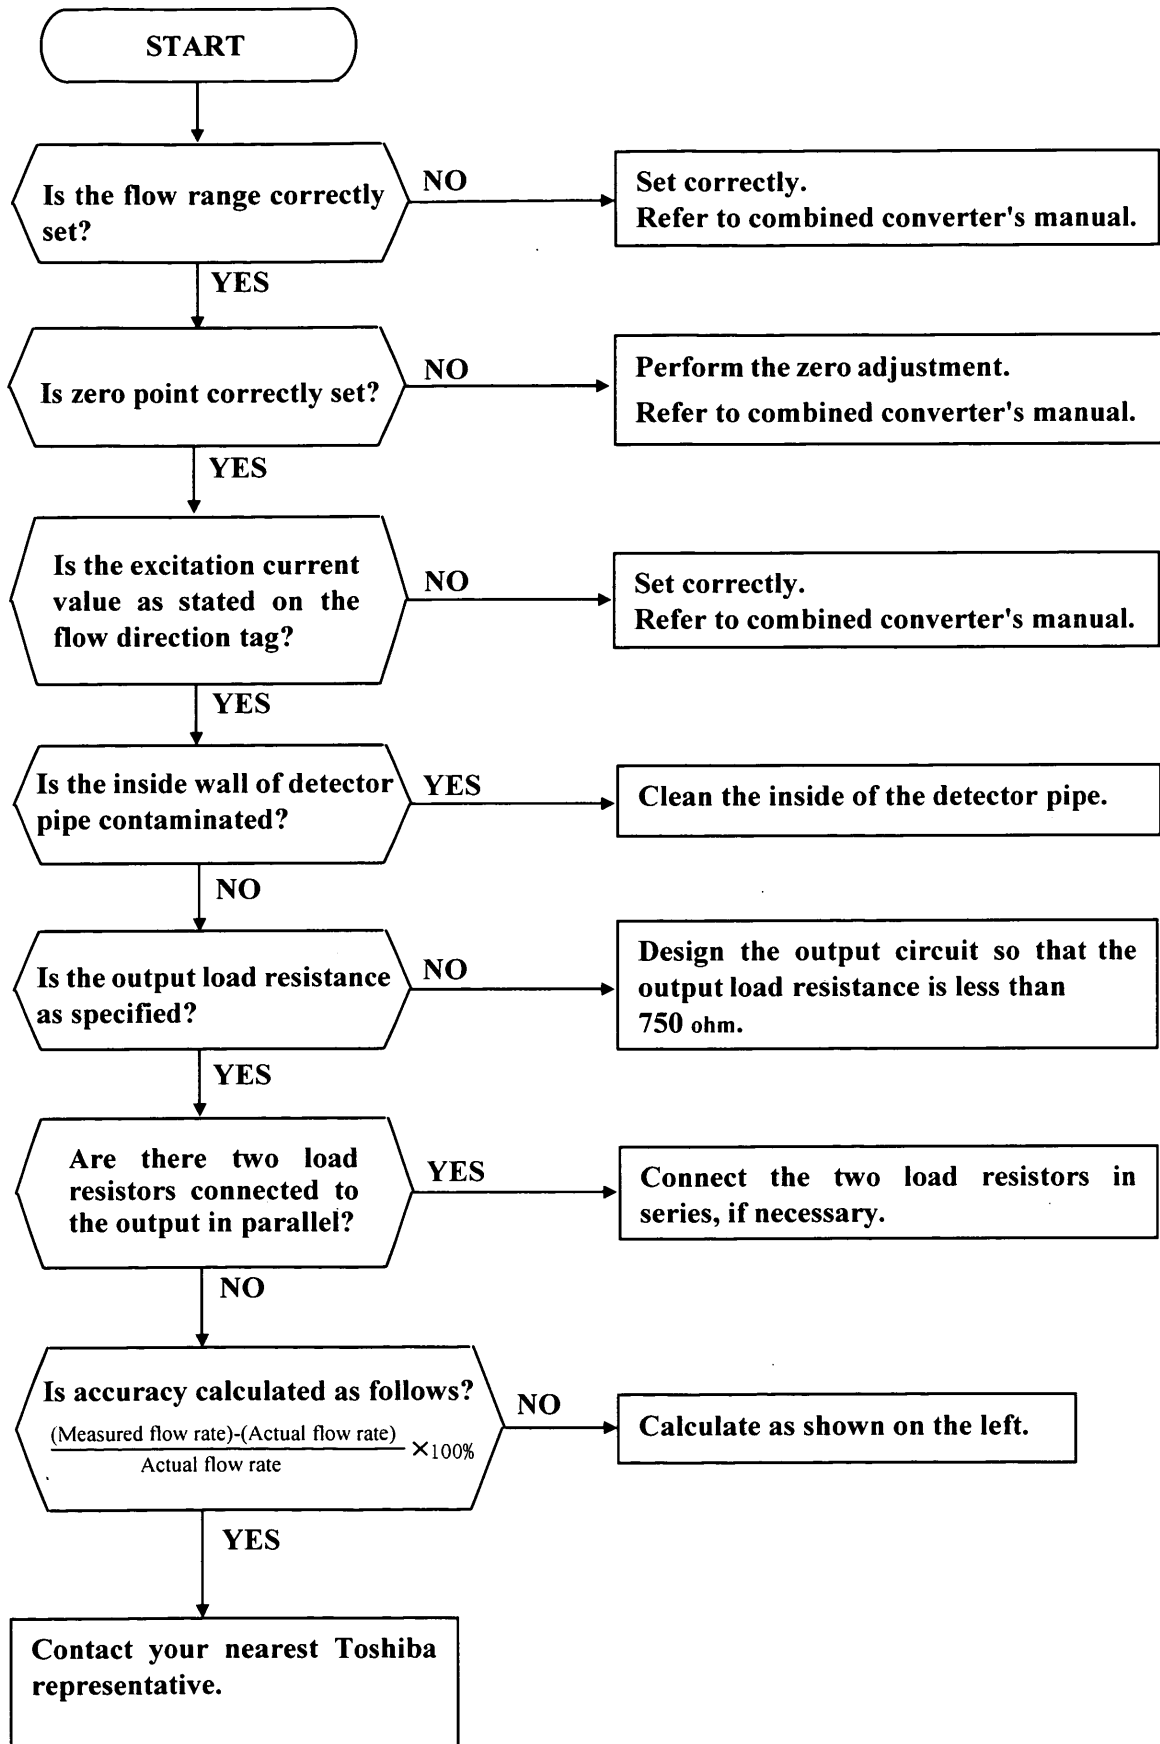 START
Is the flow range correctly
set?
NO
Set correctly.
Refer to combined converter's manual.
YES
Is zero point correctly set?
NO
Perform the zero adjustment.
Refer to combined converter's manual.
YES
Is the excitation current
value as stated on the
flow direction tag?
NO
Set correctly.
Refer to combined converter's manual.
YES
Is the inside wall of detector
pipe contaminated?
YES
Clean the inside of the detector pipe.
NO
Is the output load resistance
as specified?
NO
Design the output circuit so that the
output load resistance is less than
750 ohm.
YES
Are there two load
resistors connected to
the output in parallel?
YES
Connect the two load resistors in
series, if necessary.
NO
Is accuracy calculated as follows?
(Measured flow rate)-(Actual flow rate)
Actual flow rate
×100%
NO
Calculate as shown on the left.
YES
Contact your nearest Toshiba
representative.